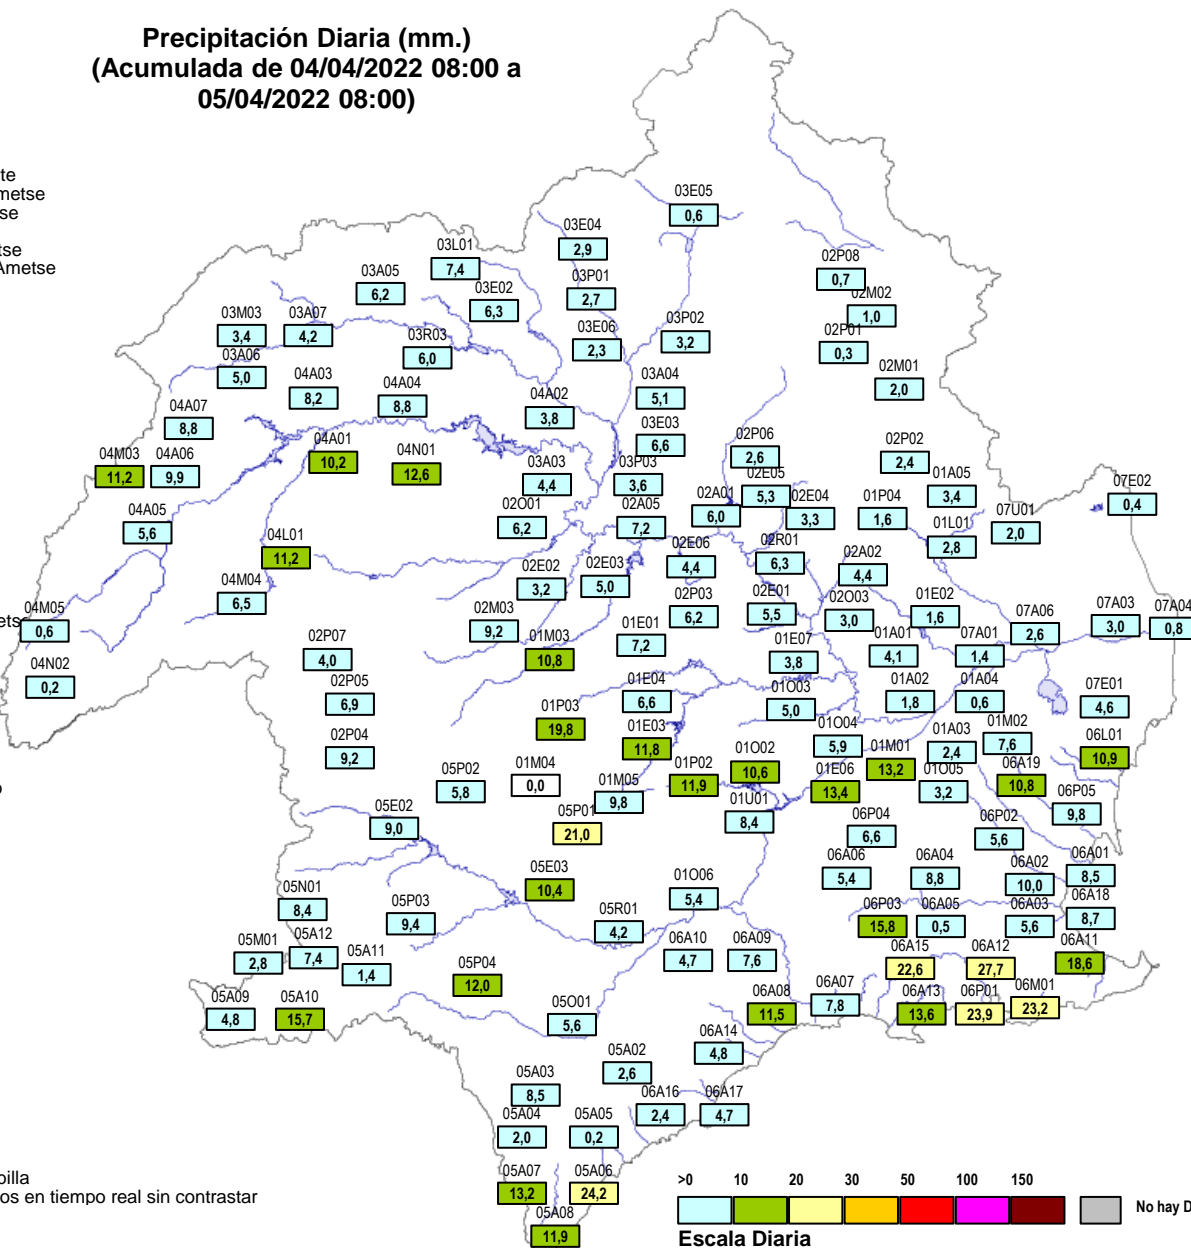 Precipitación Diaria (mm.)
(Acumulada de 04/04/2022 08:00 a
05/04/2022 08:00)
te
metse
se
tse
Ametse
03E05
0,6
03E04
2,9
03L01
7,4
02P08
0,7
03A05
6,2
03P01
2,7
03E02
6,3
02M02
1,0
03M03
3,4
03A07
4,2
03R03
6,0
03E06
2,3
03P02
3,2
02P01
0,3
03A06
5,0
04A03
8,2
04A04
8,8
04A02
3,8
03A04
5,1
02M01
2,0
04A07
8,8
03E03
6,6
04M03
11,2
04A06
9,9
04A01
10,2
04N01
12,6
03A03
4,4
03P03
3,6
02P06
2,6
02P02
2,4
04A05
5,6
02O01
6,2
02A05
7,2
02A01
6,0
02E05
5,3
02E04
3,3
01P04
1,6
01A05
3,4
07E02
0,4
04L01
11,2
02E06
4,4
02R01
6,3
01L01
2,8
07U01
2,0
04M04
6,5
02E02
3,2
02E03
5,0
02A02
4,4
04M05
0,6
ets
02M03
9,2
02P03
6,2
02E01
5,5
02O03
3,0
01E02
1,6
07A06
2,6
07A03
3,0
07A04
0,8
02P07
4,0
01M03
10,8
01E01
7,2
01E07
3,8
01A01
4,1
07A01
1,4
04N02
0,2
02P05
6,9
01E04
6,6
01O03
5,0
01A02
1,8
01A04
0,6
07E01
4,6
01P03
19,8
01E03
11,8
01O04
5,9
01A03
2,4
01M02
7,6
02P04
9,2
06L01
10,9
05P02
5,8
01M04
0,0
01M05
9,8
01P02
11,9
01O02
10,6
01E06
13,4
01M01
13,2
01O05
3,2
06A19
10,8
o
05E02
9,0
05P01
21,0
01U01
8,4
06P04
6,6
06P02
5,6
06P05
9,8
05E03
10,4
01O06
5,4
06A06
5,4
06A04
8,8
06A02
10,0
06A01
8,5
05N01
8,4
05P03
9,4
05R01
4,2
06P03
15,8
06A05
0,5
06A03
5,6
06A18
8,7
05M01
2,8
05A12
7,4
05A11
1,4
06A10
4,7
06A09
7,6
06A15
22,6
06A12
27,7
06A11
18,6
05P04
12,0
05A09
4,8
05A10
15,7
05O01
5,6
06A08
11,5
06A07
7,8
06A13
13,6
06P01
23,9
06M01
23,2
05A02
2,6
06A14
4,8
05A03
8,5
06A16
2,4
06A17
4,7
05A04
2,0
05A05
0,2
05A07
13,2
05A06
24,2
05A08
11,9
pilla
os en tiempo real sin contrastar
>0 10 20 30 50 100 150
No hay D
Escala Diaria